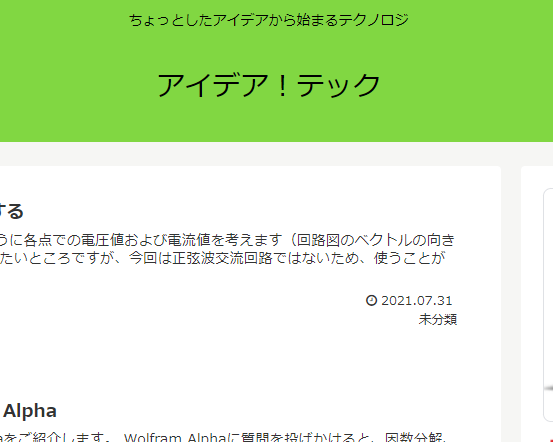 ちょっとしたアイデアから始まるテクノロジ
アイデア！テック
する
うに各点での電圧値および電流値を考えます（回路図のベクトルの向き
たいところですが、今回は正弦波交流回路ではないため、使うことが
2021.07.31
未分類
Alpha
aをご紹介します。 Wolfram Alphaに質問を投げかけると、因数分解、